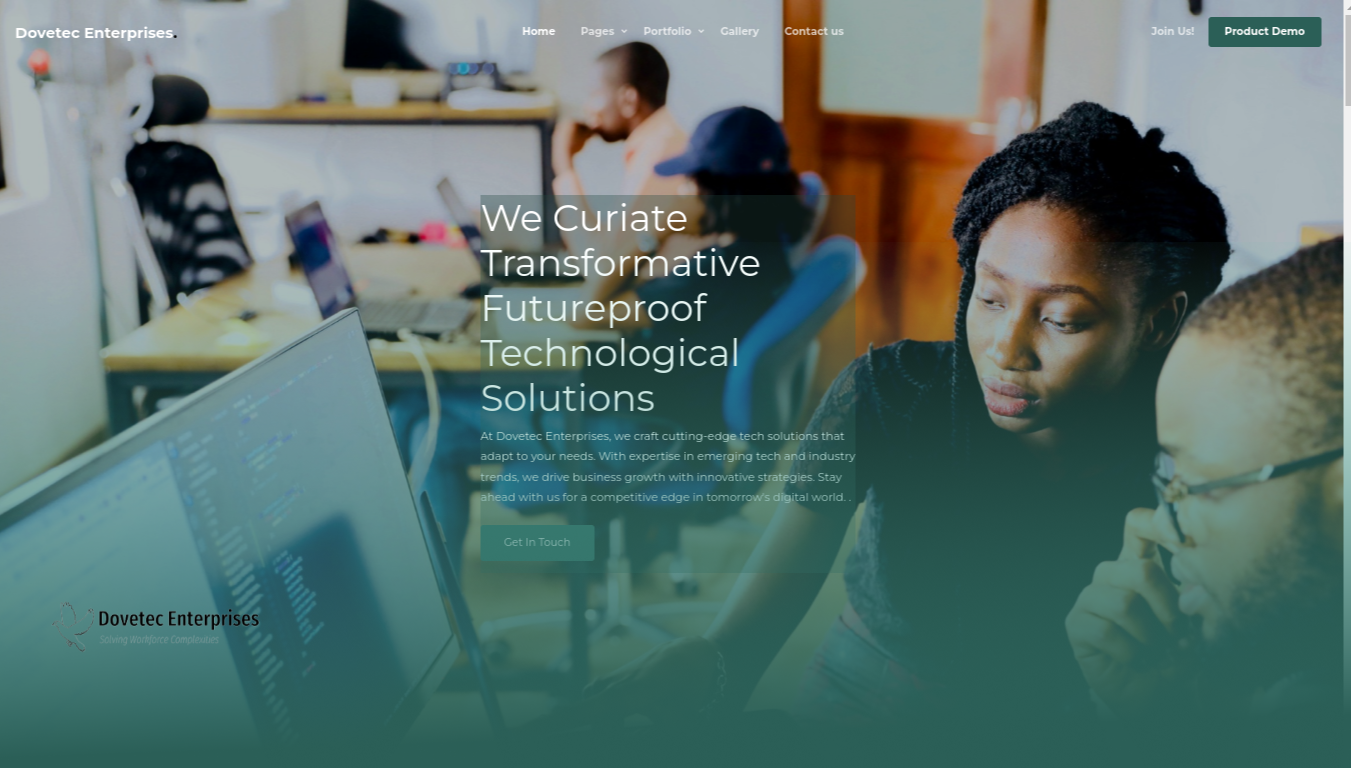 Dovetec Enterprises.
Home Pages Portfolio Gallery Contact us
Join Us! Product Demo
We Curiate
Transformative
Futureproof
Technological
Solutions
At Dovetec Enterprises, we craft cutting-edge tech solutions that
adapt to your needs. With expertise in emerging tech and industry
trends, we drive business growth with innovative strategies. Stay
ahead with us for a competitive edge in tomorrow's digital world. .
Get In Touch
Dovetec Enterprises
Solving Workforce Complexities